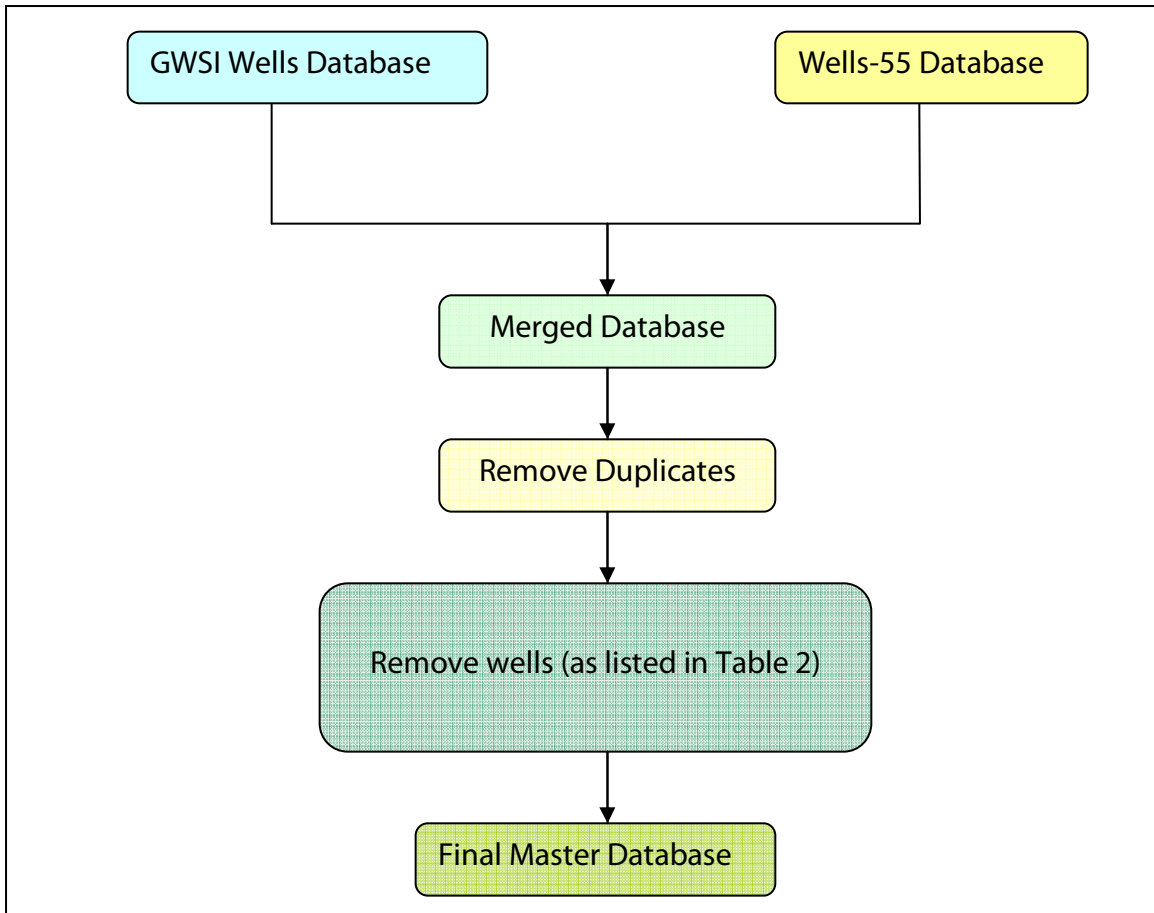 GWSI Wells Database
Wells-55 Database
Merged Database
Remove Duplicates
Remove wells (as listed in Table 2)
Final Master Database